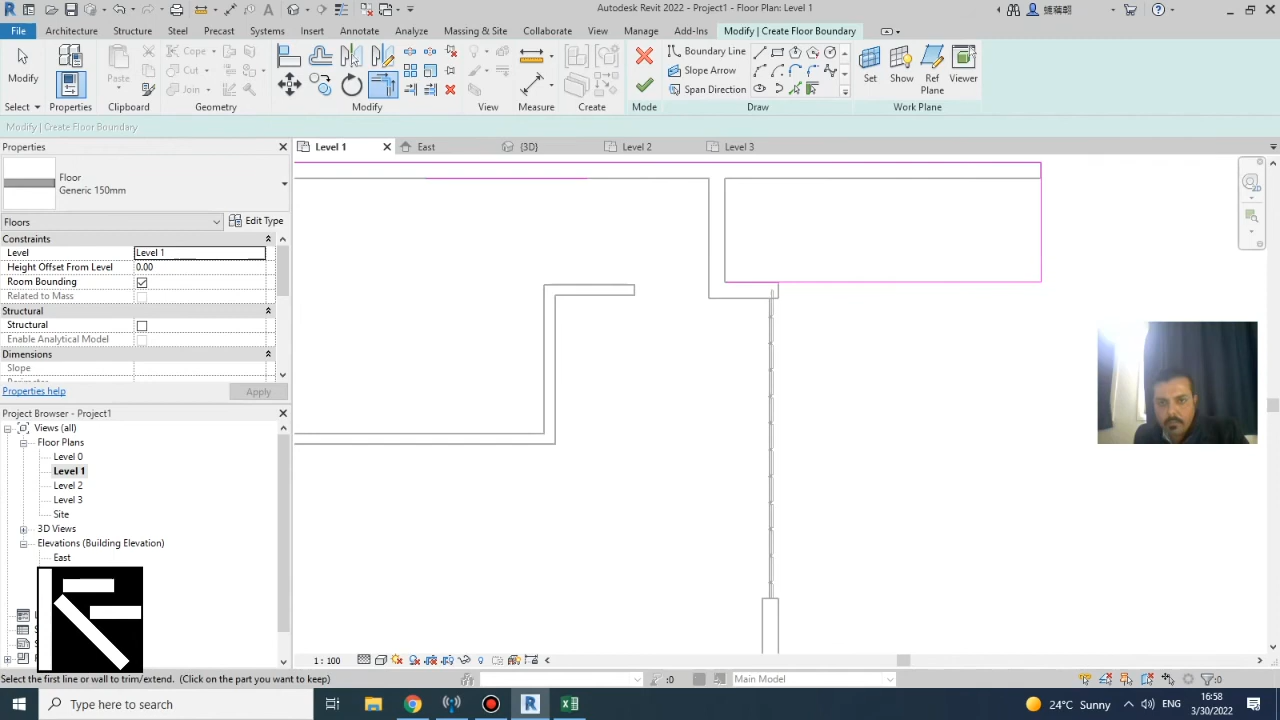 Autodesk Revit 2022 - Project1 - Floor Plan: Level 1
File
Architecture
Structure
Steel
Precast
Systems
Insert
Annotate
Analyze
Massing & Site
Collaborate
View
Manage
Add-Ins
Modify | Create Floor Boundary
Modify
Properties
Paste
Cope
Cut
Join
Boundary Line
Slope Arrow
Span Direction
Set
Show
Ref
Plane
Viewer
Select
Properties
Clipboard
Geometry
Modify
View
Measure
Create
Mode
Draw
Work Plane
Modify | Create Floor Boundary
Properties
Level 1
East
{3D}
Level 2
Level 3
Floor
Generic 150mm
Floors
Edit Type
Constraints
Level
Level 1
Height Offset From Level
0.00
Room Bounding
Related to Mass
Structural
Structural
Enable Analytical Model
Dimensions
Slope
Properties help
Apply
Project Browser - Project1
Views (all)
Floor Plans
Level 0
Level 1
Level 2
Level 3
Site
3D Views
Elevations (Building Elevation)
East
1 : 100
Select the first line or wall to trim/extend. (Click on the part you want to keep)
:0
Main Model
:0
Type here to search
24°C Sunny
ENG
16:58
3/30/2022